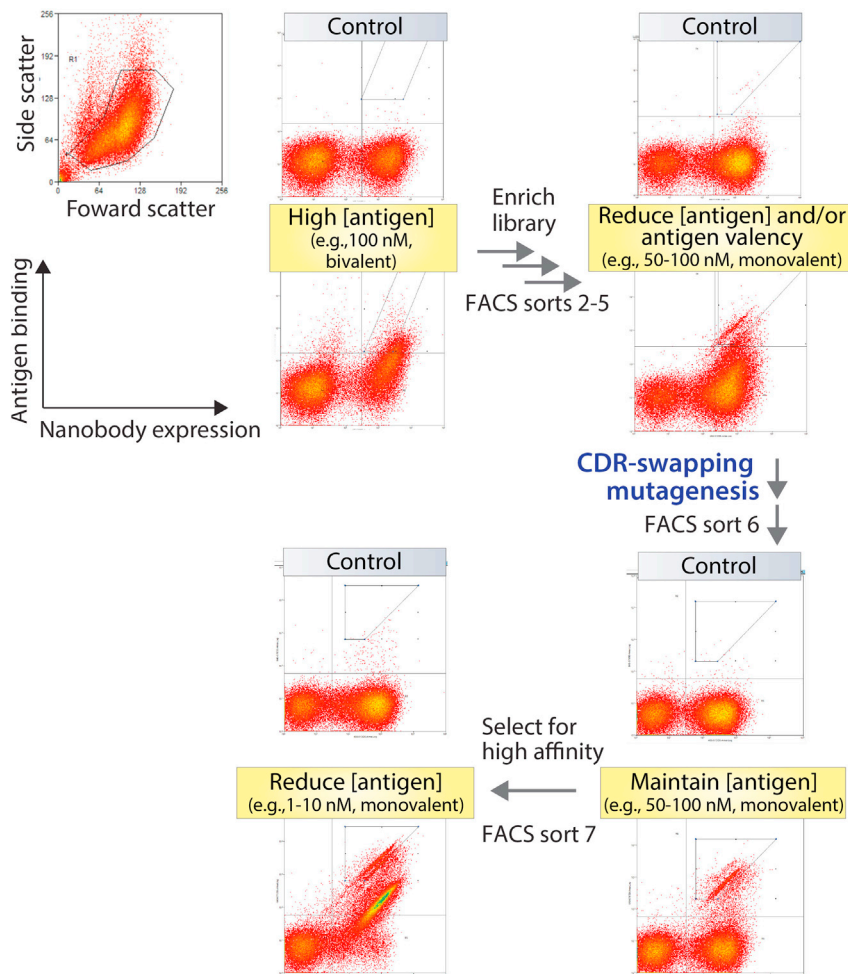 256
192
128
64
0
R1
0 64 128 192 256
Side scatter
Foward scatter
Control
Control
High [antigen]
(e.g.,100 nM,
bivalent)
Enrich
library
FACS sorts 2-5
Reduce [antigen] and/or
antigen valency
(e.g., 50-100 nM, monovalent)
Antigen binding
Nanobody expression
CDR-swapping
mutagenesis
FACS sort 6
Control
Control
Select for
high affinity
FACS sort 7
Reduce [antigen]
(e.g.,1-10 nM, monovalent)
Maintain [antigen]
(e.g., 50-100 nM, monovalent)